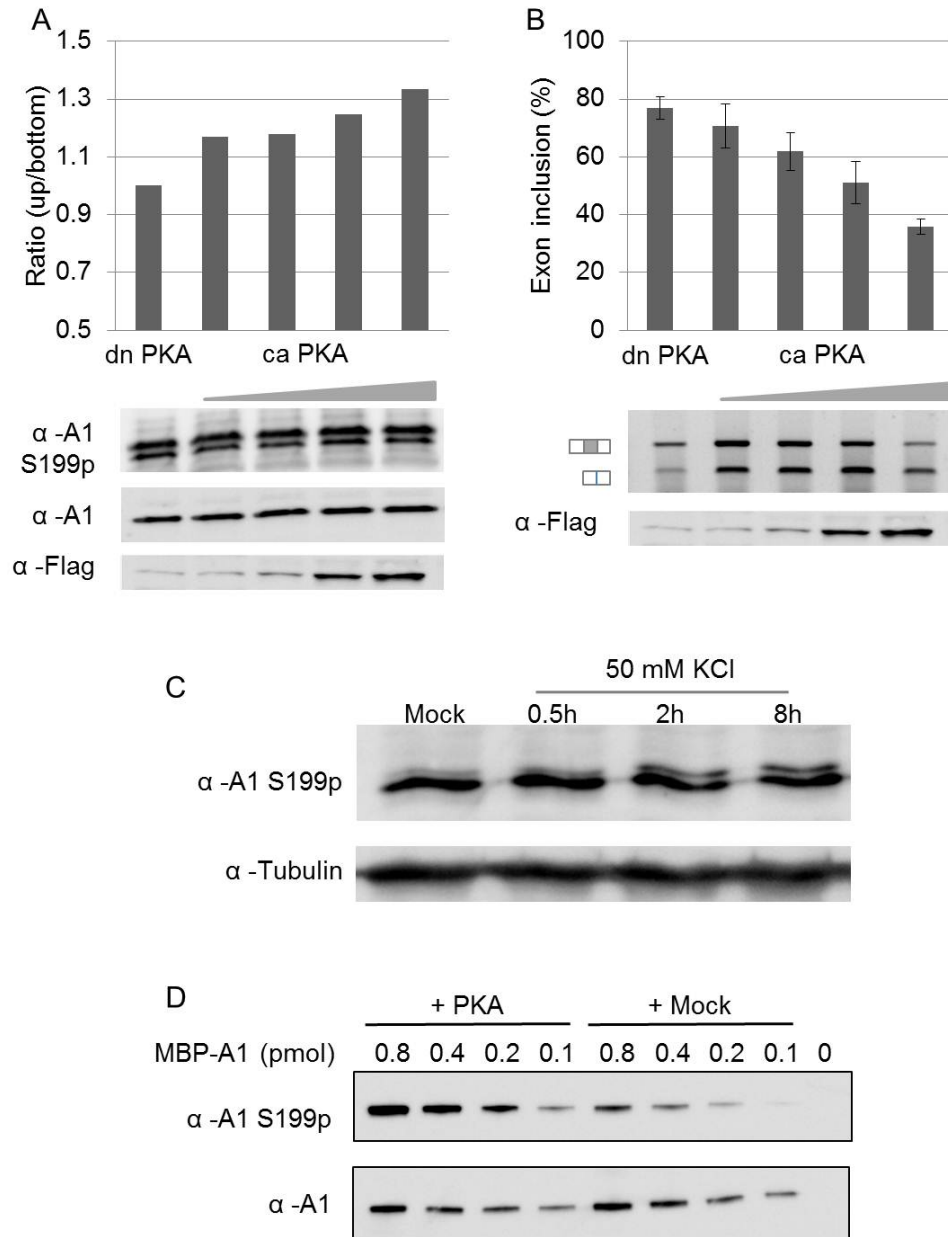 A
Ratio (up/bottom)
1.5
1.3
1.1
0.9
0.7
0.5
dn PKA
ca PKA
α -A1
S199p
α -A1
α -Flag
B
Exon inclusion (%)
100
80
60
40
20
0
dn PKA
ca PKA
α -Flag
C
50 mM KCl
Mock 0.5h 2h 8h
α -A1 S199p
α -Tubulin
D
+ PKA + Mock
MBP-A1 (pmol) 0.8 0.4 0.2 0.1 0.8 0.4 0.2 0.1 0
α -A1 S199p
α -A1